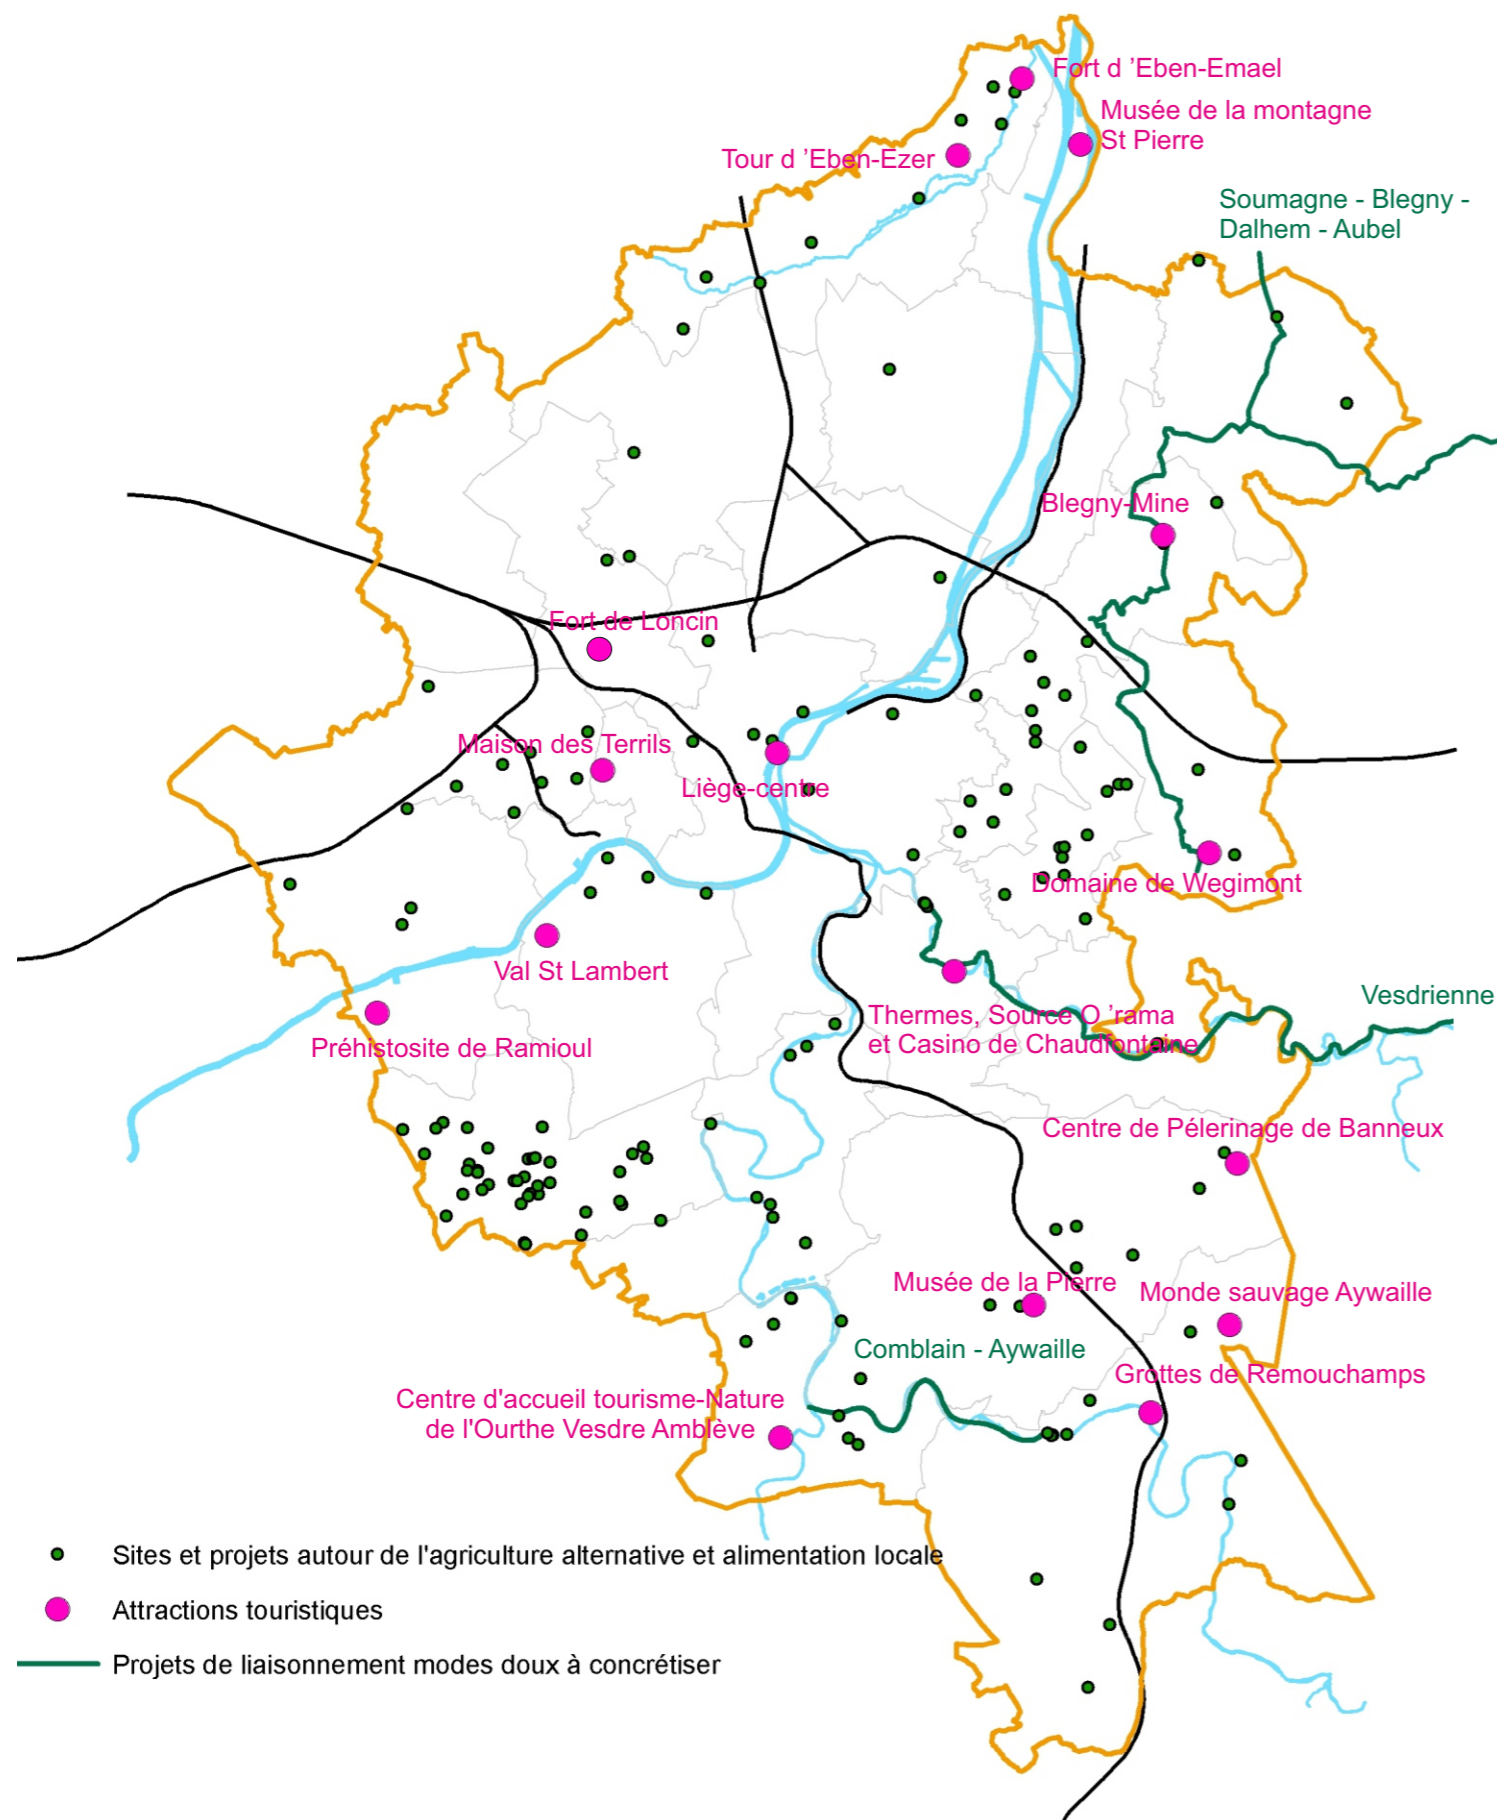 Fort d ’Eben-Emael
Musée de la montagne
St Pierre
Tour d ’Eben-Ezer
Soumagne - Blegny -
Dalhem - Aubel
Blegny-Mine
Fort de Loncin
Maison des Terrils
Liège-centre
Domaine de Wegimont
Val St Lambert
Vesdrienne
Thermes, Source O ’rama
et Casino de Chaudfontaine
Préhistosite de Ramioul
Centre de Pélerinage de Banneux
Musée de la Pierre
Monde sauvage Aywaille
Comblain - Aywaille
Grottes de Remouchamps
Centre d'accueil tourisme-Nature
de l'Ourthe Vesdre Amblève
Sites et projets autour de l'agriculture alternative et alimentation locale
Attractions touristiques
Projets de liaisonnement modes doux à concrétiser